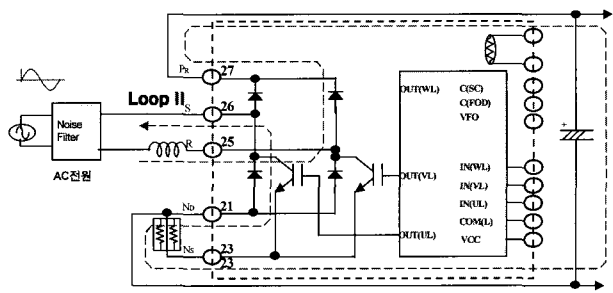 PR 27
Loop II
S 26
Noise
Filter
R 25
AC전원
ND 21
NS 23
23
OUT(WL)
OUT(VL)
OUT(UL)
C(SC)
C(FOD)
VFO
IN(WL)
IN(VL)
IN(UL)
COM(L)
VCC
+